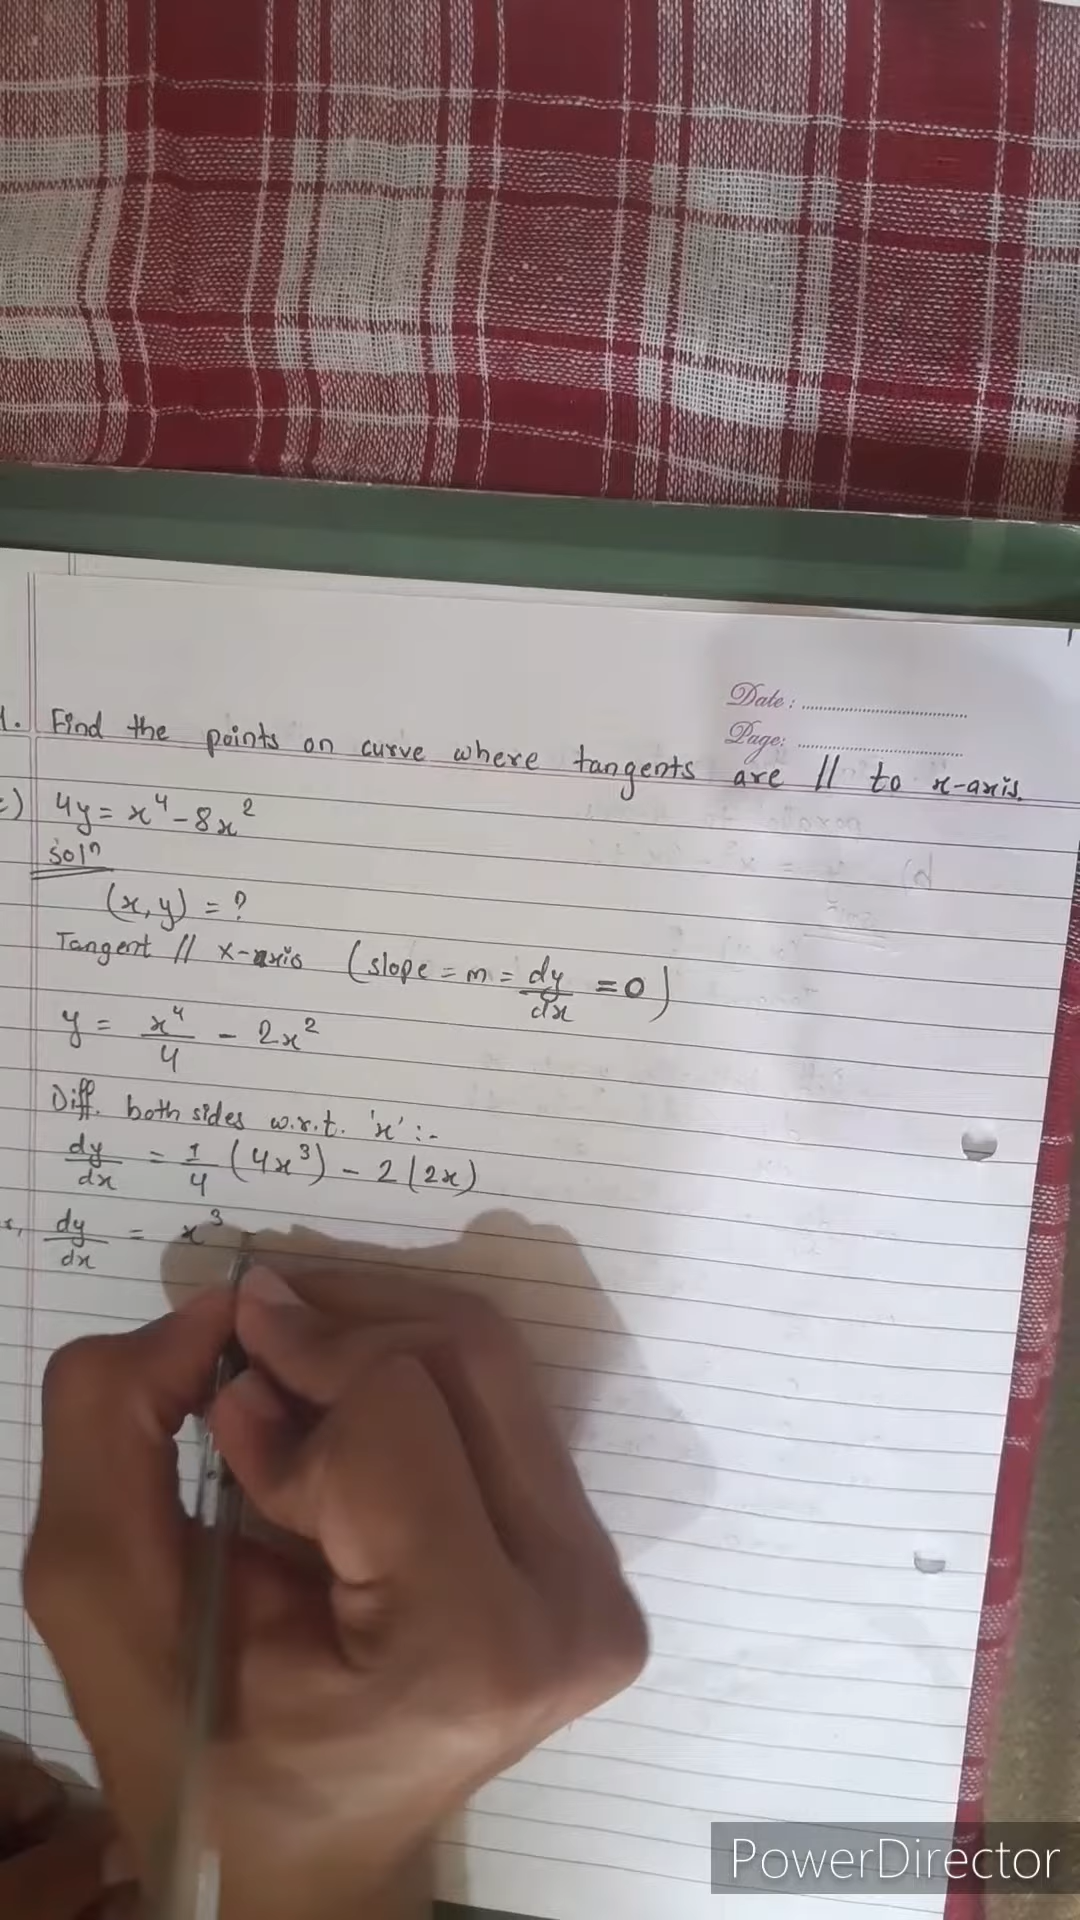 Date :
Page:
1. Find the points on curve where tangents are // to x-axis.
c) 4y = x⁴ - 8x²
Solⁿ
(x, y) = ?
Tangent // x-axis (slope = m = dy/dx = 0)
y = x⁴/4 - 2x²
Diff. both sides w.r.t. 'x' :-
dy/dx = 1/4 (4x³) - 2(2x)
dy/dx = x³ -
PowerDirector